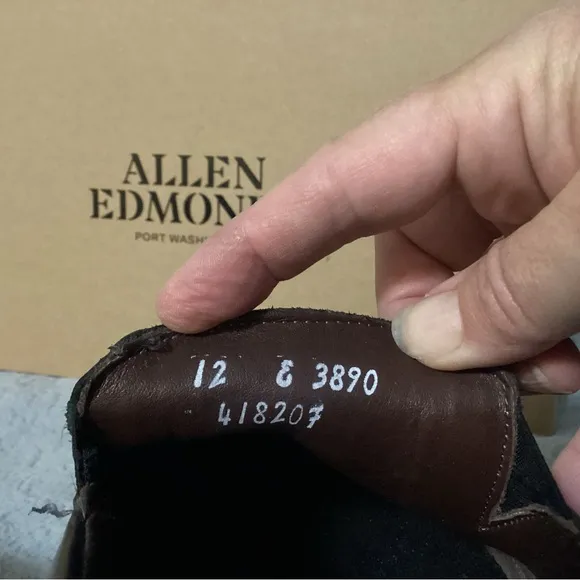 ALLEN
EDMON
PORT WASH
12 E 3890
418207